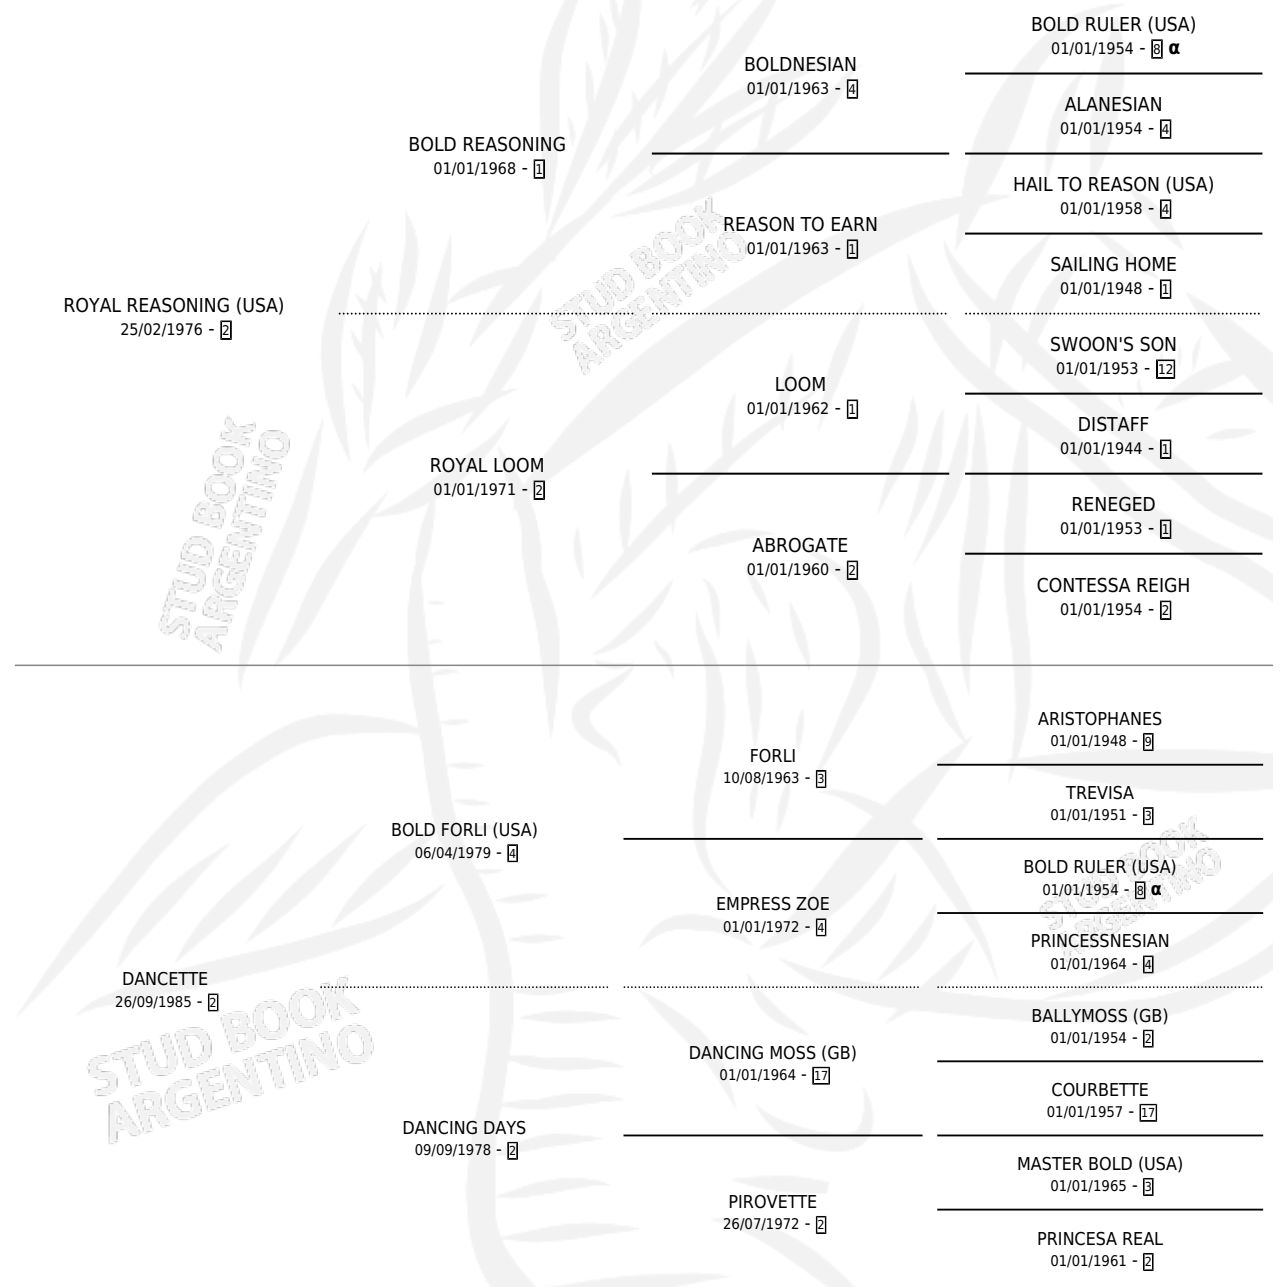 BOLD RULER (USA)
01/01/1954 - 8 α
BOLDNESIAN
01/01/1963 - 4
ALANESIAN
01/01/1954 - 4
BOLD REASONING
01/01/1968 - 1
HAIL TO REASON (USA)
01/01/1958 - 4
REASON TO EARN
01/01/1963 - 1
SAILING HOME
01/01/1948 - 1
ROYAL REASONING (USA)
25/02/1976 - 2
SWOON'S SON
01/01/1953 - 12
LOOM
01/01/1962 - 1
DISTAFF
01/01/1944 - 1
ROYAL LOOM
01/01/1971 - 2
RENEGED
01/01/1953 - 1
ABROGATE
01/01/1960 - 2
CONTESSA REIGH
01/01/1954 - 2
ARISTOPHANES
01/01/1948 - 9
FORLI
10/08/1963 - 3
TREVISA
01/01/1951 - 3
BOLD FORLI (USA)
06/04/1979 - 4
BOLD RULER (USA)
01/01/1954 - 8 α
EMPRESS ZOE
01/01/1972 - 4
PRINCESSNESIAN
01/01/1964 - 4
DANCETTE
26/09/1985 - 2
BALLYMOSS (GB)
01/01/1954 - 2
DANCING MOSS (GB)
01/01/1964 - 17
COURBETTE
01/01/1957 - 17
DANCING DAYS
09/09/1978 - 2
MASTER BOLD (USA)
01/01/1965 - 3
PIROVETTE
26/07/1972 - 2
PRINCESA REAL
01/01/1961 - 2
STUD BOOK
ARGENTINO
STUD BOOK
ARGENTINO
STUD BOOK
ARGENTINO
STUD BOOK
ARGENTINO